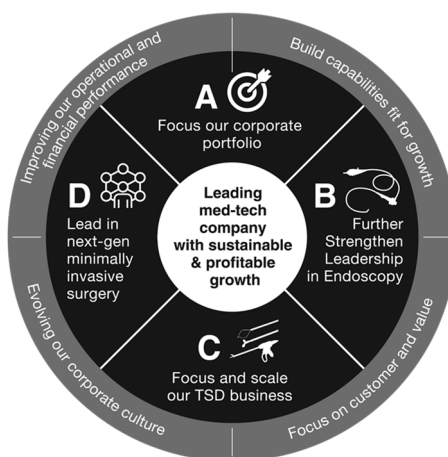 Improving our operational and
financial performance
Build capabilities fit for growth
A
Focus our corporate
portfolio
D
Lead in
next-gen
minimally
invasive
surgery
Leading
med-tech
company
with sustainable
& profitable
growth
B
Further
Strengthen
Leadership
in Endoscopy
C
Focus and scale
our TSD business
Evolving our corporate culture
Focus on customer and value